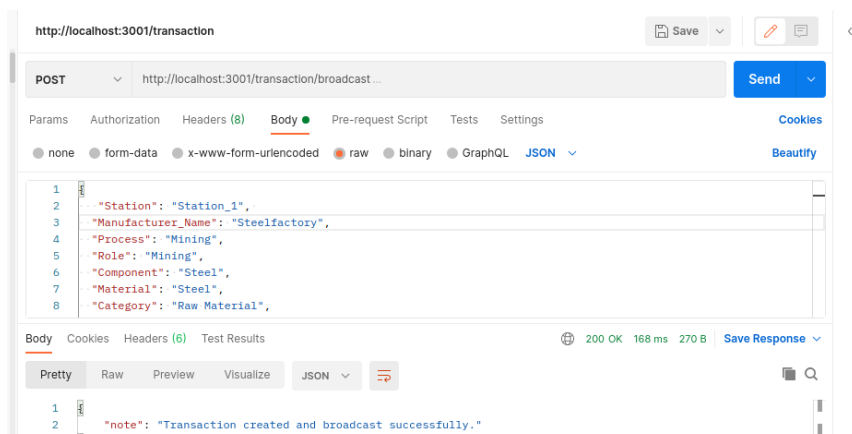 http://localhost:3001/transaction Save
POST http://localhost:3001/transaction/broadcast ... Send
Params Authorization Headers (8) Body Pre-request Script Tests Settings Cookies
none form-data x-www-form-urlencoded raw binary GraphQL JSON Beautify
1 {
2 "Station": "Station_1",
3 "Manufacturer_Name": "Steelfactory",
4 "Process": "Mining",
5 "Role": "Mining",
6 "Component": "Steel",
7 "Material": "Steel",
8 "Category": "Raw Material",
Body Cookies Headers (6) Test Results 200 OK 168 ms 270 B Save Response
Pretty Raw Preview Visualize JSON
1 {
2 "note": "Transaction created and broadcast successfully."